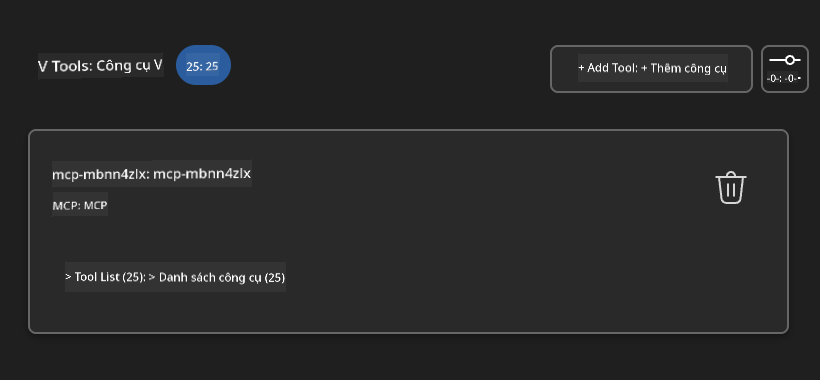 V Tools: Công cụ V
25: 25
+ Add Tool: + Thêm công cụ
-0-: -0-
mcp-mbnn4zlx: mcp-mbnn4zlx
MCP: MCP
> Tool List (25): > Danh sách công cụ (25)